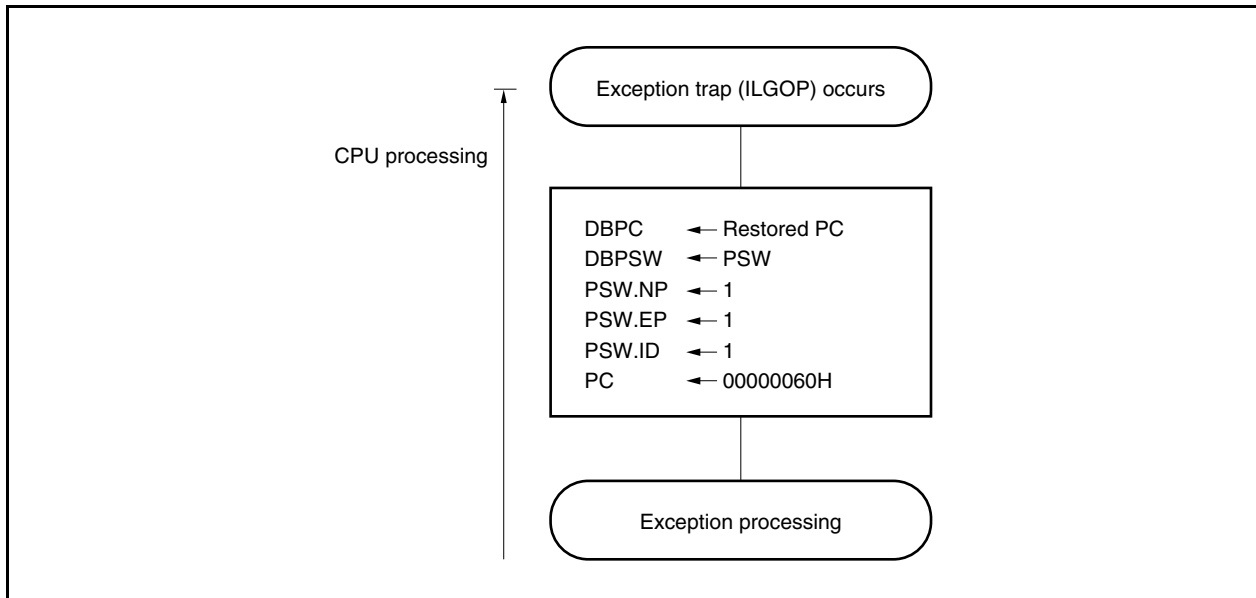 Exception trap (ILGOP) occurs
CPU processing
DBPC ← Restored PC
DBPSW ← PSW
PSW.NP ← 1
PSW.EP ← 1
PSW.ID ← 1
PC ← 00000060H
Exception processing